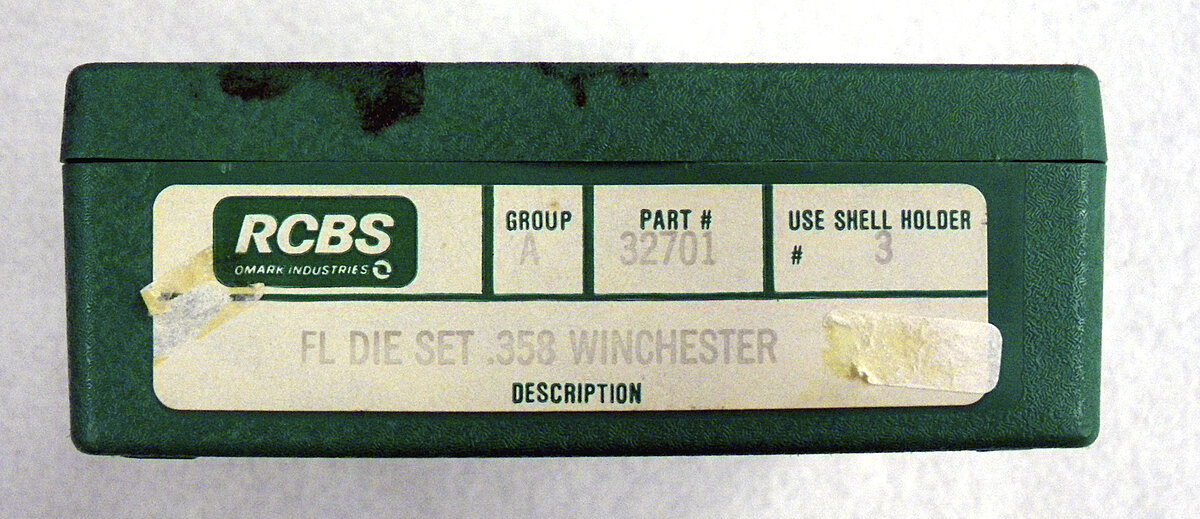 RCBS
OMARK INDUSTRIES
GROUP
A
PART #
32701
USE SHELL HOLDER
# 3
FL DIE SET .358 WINCHESTER
DESCRIPTION